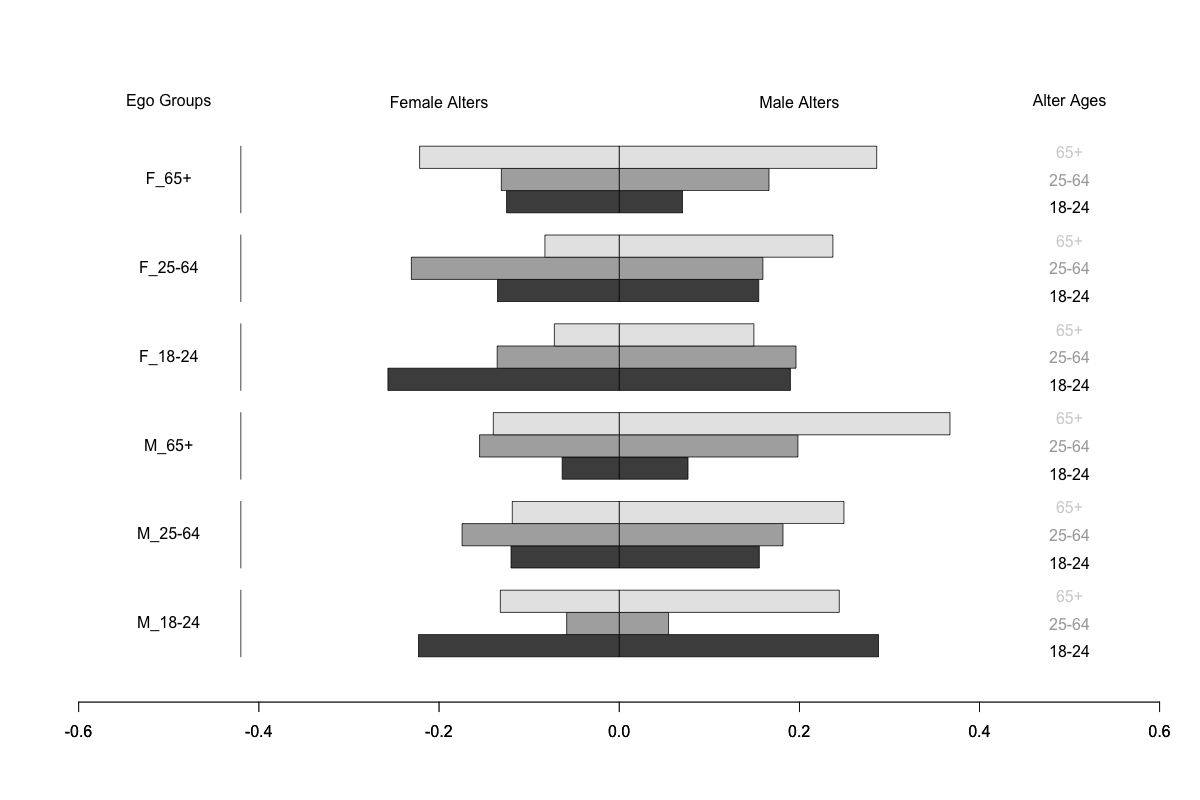 Ego Groups Female Alters Male Alters Alter Ages
65+
F_65+ 25-64
18-24
65+
F_25-64 25-64
18-24
65+
F_18-24 25-64
18-24
65+
M_65+ 25-64
18-24
65+
M_25-64 25-64
18-24
65+
M_18-24 25-64
18-24
-0.6 -0.4 -0.2 0.0 0.2 0.4 0.6